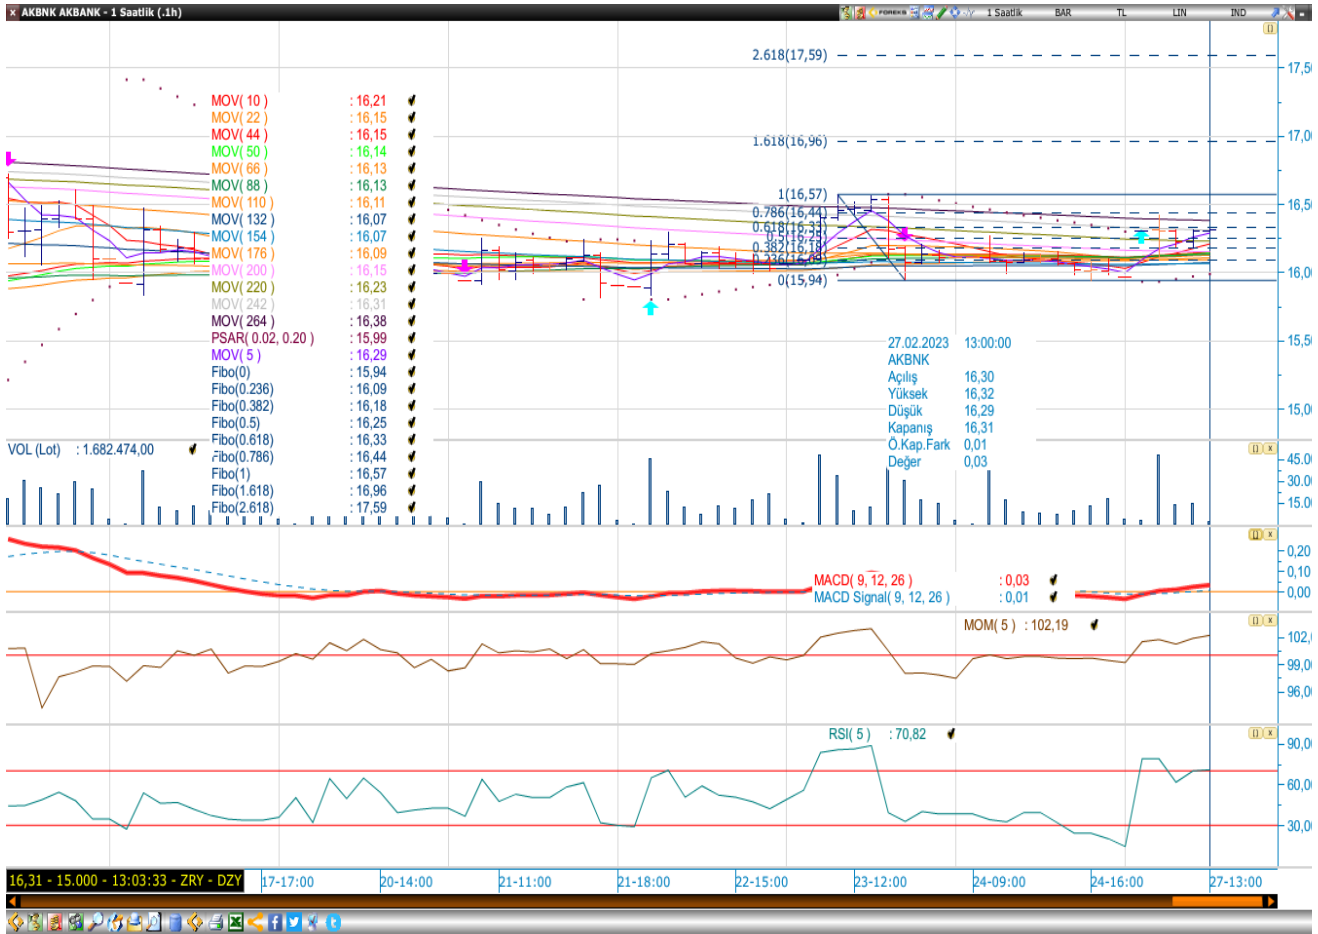 AKBNK AKBANK - 1 Saatlik (.1h)
FOREKS
1 Saatlik BAR TL LIN IND
2.618(17,59)
1.618(16,96)
1(16,57)
0.786(16,44)
0.618(16,33)
0.382(16,18)
0.236(16,09)
0(15,94)
17,5
17,0
16,5
16,0
15,5
15,0
MOV( 10 ) : 16,21
MOV( 22 ) : 16,15
MOV( 44 ) : 16,15
MOV( 50 ) : 16,14
MOV( 66 ) : 16,13
MOV( 88 ) : 16,13
MOV( 110 ) : 16,11
MOV( 132 ) : 16,07
MOV( 154 ) : 16,07
MOV( 176 ) : 16,09
MOV( 200 ) : 16,15
MOV( 220 ) : 16,23
MOV( 242 ) : 16,31
MOV( 264 ) : 16,38
PSAR( 0.02, 0.20 ) : 15,99
MOV( 5 ) : 16,29
Fibo(0) : 15,94
Fibo(0.236) : 16,09
Fibo(0.382) : 16,18
Fibo(0.5) : 16,25
Fibo(0.618) : 16,33
Fibo(0.786) : 16,44
Fibo(1) : 16,57
Fibo(1.618) : 16,96
Fibo(2.618) : 17,59
27.02.2023 13:00:00
AKBNK
Açılış 16,30
Yüksek 16,32
Düşük 16,29
Kapanış 16,31
Ö.Kap.Fark 0,01
Değer 0,03
VOL (Lot) : 1.682.474,00
45.00
30.00
15.00
MACD( 9, 12, 26 ) : 0,03
MACD Signal( 9, 12, 26 ) : 0,01
0,20
0,10
0,00
MOM( 5 ) : 102,19
102,
99,0
96,0
RSI( 5 ) : 70,82
90,0
60,0
30,0
16,31 - 15.000 - 13:03:33 - ZRY - DZY
17-17:00 20-14:00 21-11:00 21-18:00 22-15:00 23-12:00 24-09:00 24-16:00 27-13:00